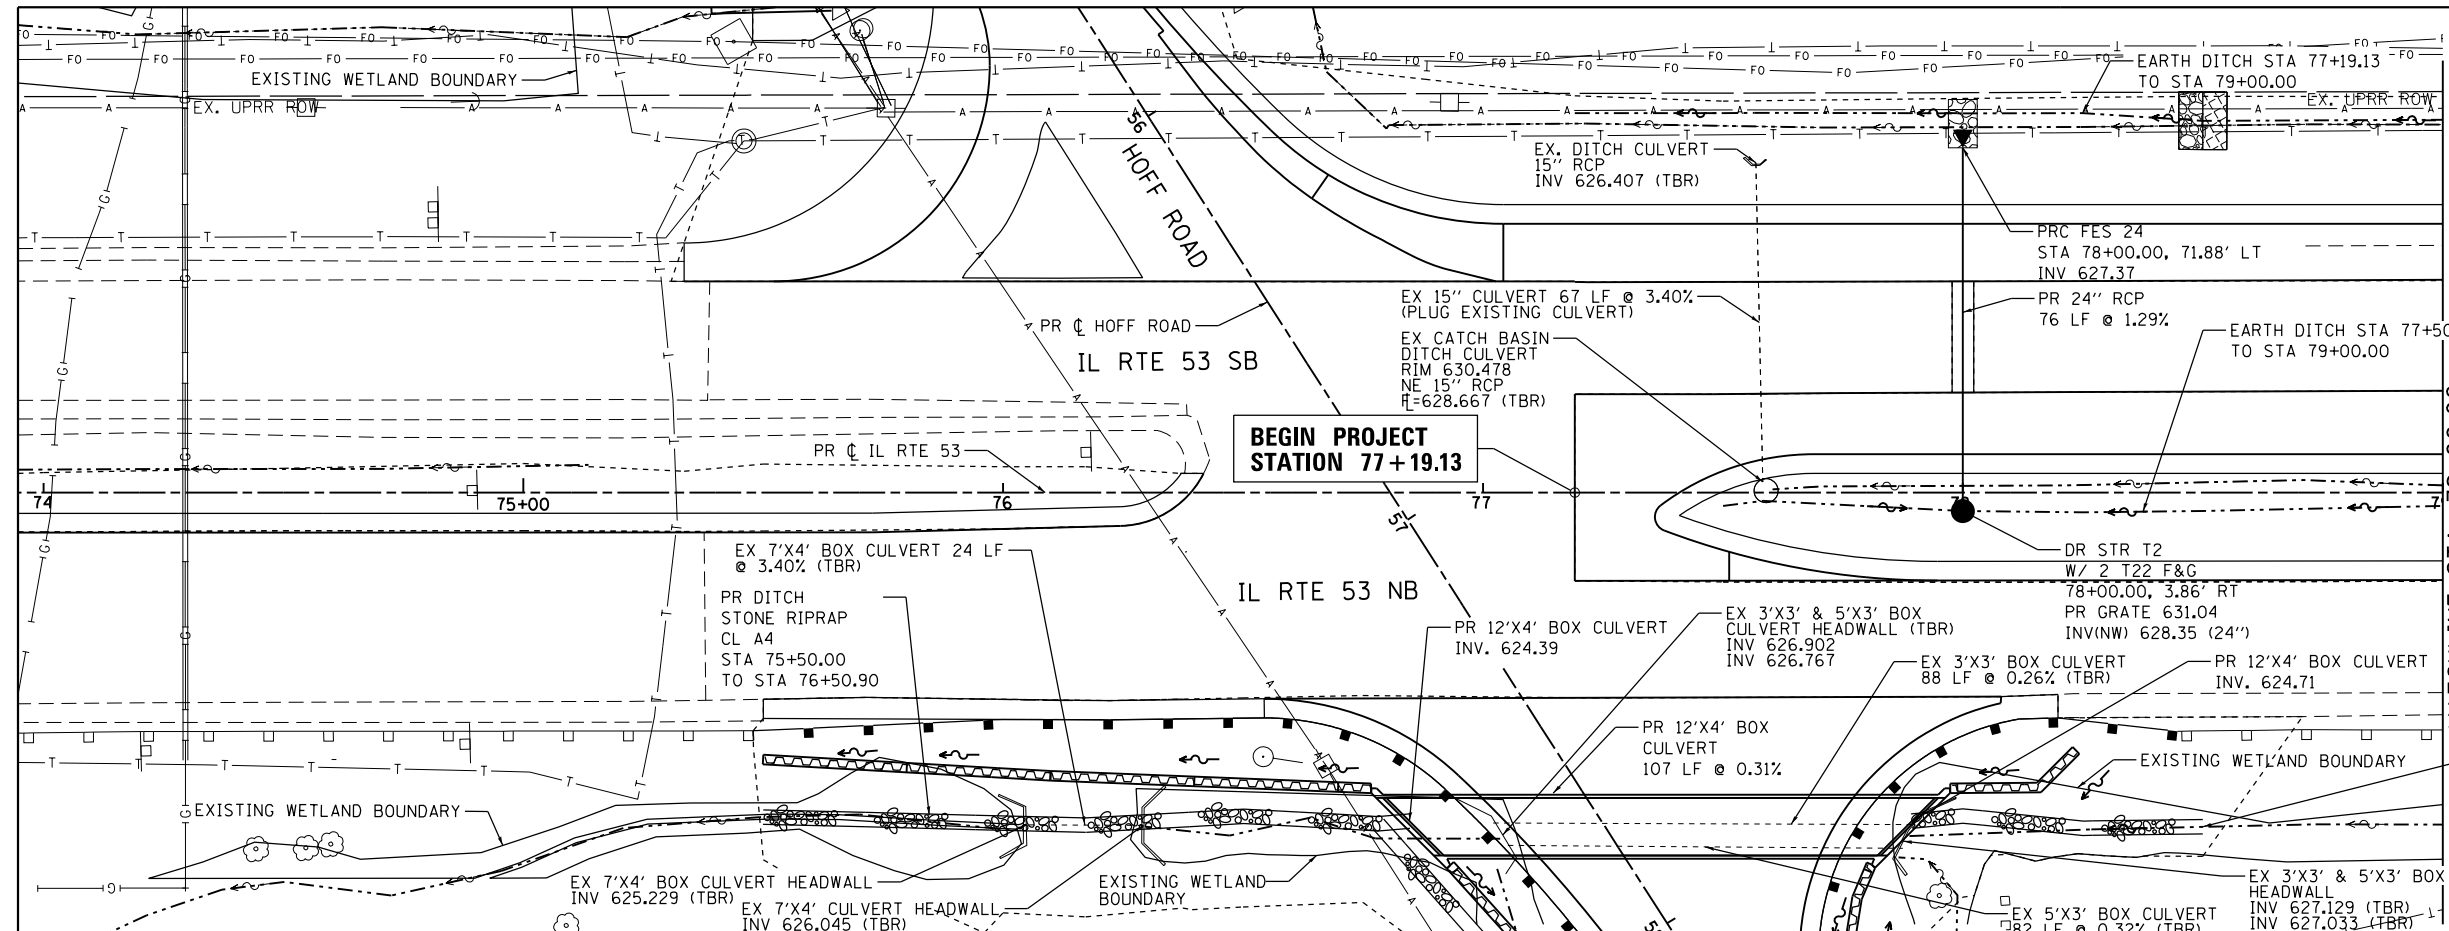 EXISTING WETLAND BOUNDARY
EX. UPRR ROW
EARTH DITCH STA 77+19.13
TO STA 79+00.00
EX. UPRR ROW
56
HOFF ROAD
EX. DITCH CULVERT
15'' RCP
INV 626.407 (TBR)
PRC FES 24
STA 78+00.00, 71.88' LT
INV 627.37
PR 24'' RCP
76 LF @ 1.29%
EARTH DITCH STA 77+50
TO STA 79+00.00
EX 15'' CULVERT 67 LF @ 3.40%
(PLUG EXISTING CULVERT)
EX CATCH BASIN
DITCH CULVERT
RIM 630.478
NE 15'' RCP
FL=628.667 (TBR)
PR ℄ HOFF ROAD
IL RTE 53 SB
BEGIN PROJECT
STATION 77+19.13
PR ℄ IL RTE 53
74
75+00
76
77
78
57
EX 7'X4' BOX CULVERT 24 LF
@ 3.40% (TBR)
IL RTE 53 NB
DR STR T2
W/ 2 T22 F&G
78+00.00, 3.86' RT
PR GRATE 631.04
INV(NW) 628.35 (24'')
PR DITCH
STONE RIPRAP
CL A4
STA 75+50.00
TO STA 76+50.90
PR 12'X4' BOX CULVERT
INV. 624.39
EX 3'X3' & 5'X3' BOX
CULVERT HEADWALL (TBR)
INV 626.902
INV 626.767
EX 3'X3' BOX CULVERT
88 LF @ 0.26% (TBR)
PR 12'X4' BOX CULVERT
INV. 624.71
PR 12'X4' BOX
CULVERT
107 LF @ 0.31%
EXISTING WETLAND BOUNDARY
EXISTING WETLAND BOUNDARY
EX 7'X4' BOX CULVERT HEADWALL
INV 625.229 (TBR)
EX 7'X4' CULVERT HEADWALL
INV 626.045 (TBR)
EXISTING WETLAND
BOUNDARY
EX 3'X3' & 5'X3' BOX
HEADWALL
INV 627.129 (TBR)
INV 627.033 (TBR)
EX 5'X3' BOX CULVERT
82 LF @ 0.32% (TBR)